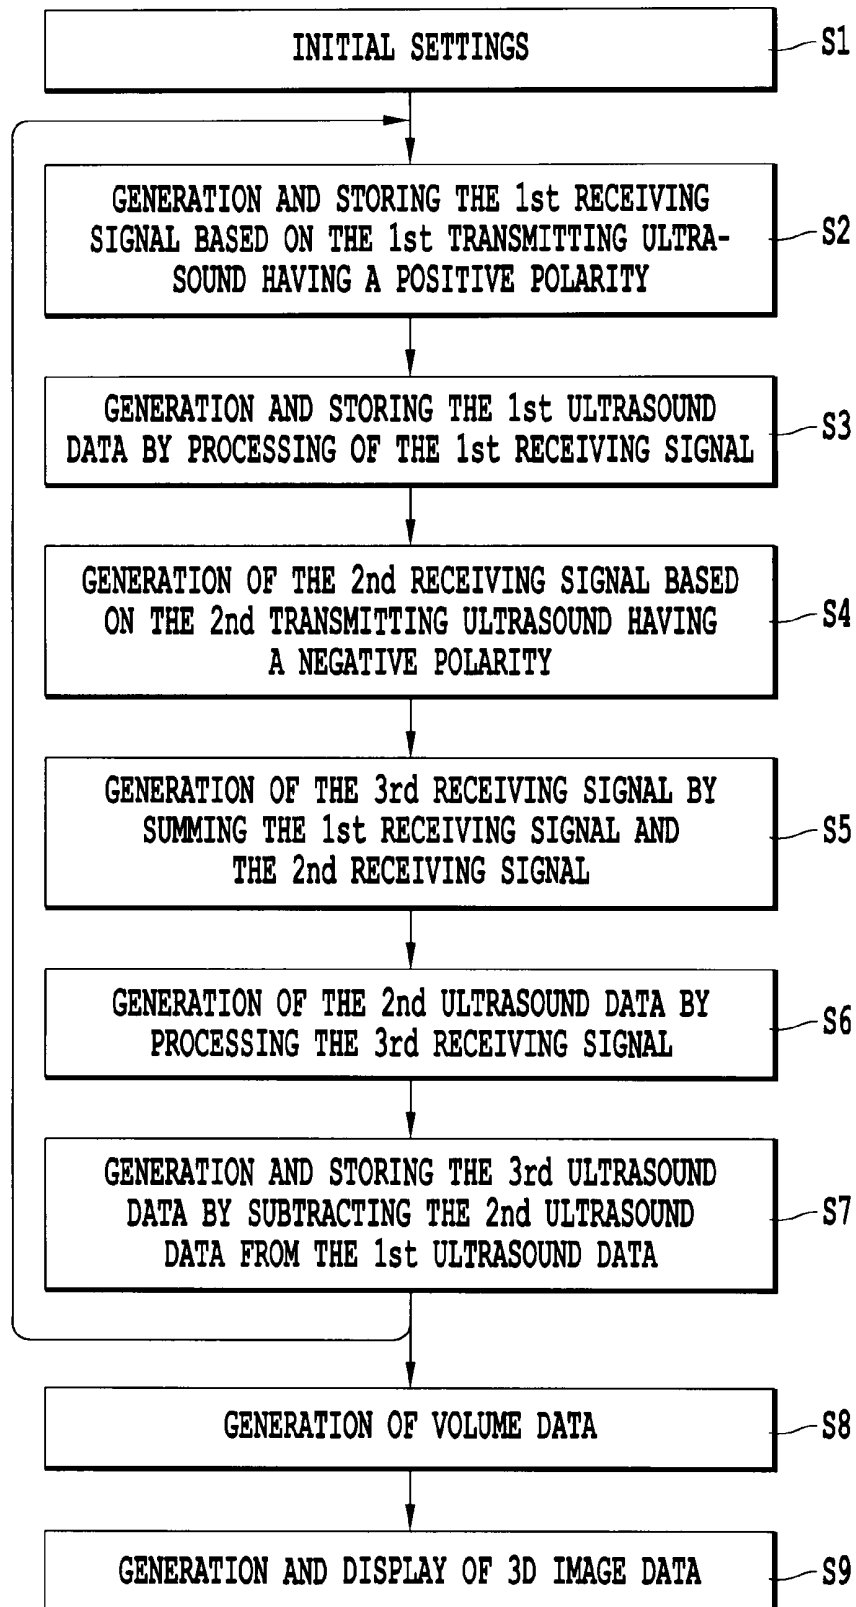 INITIAL SETTINGS
S1
GENERATION AND STORING THE 1st RECEIVING
SIGNAL BASED ON THE 1st TRANSMITTING ULTRA-
SOUND HAVING A POSITIVE POLARITY
S2
GENERATION AND STORING THE 1st ULTRASOUND
DATA BY PROCESSING OF THE 1st RECEIVING SIGNAL
S3
GENERATION OF THE 2nd RECEIVING SIGNAL BASED
ON THE 2nd TRANSMITTING ULTRASOUND HAVING
A NEGATIVE POLARITY
S4
GENERATION OF THE 3rd RECEIVING SIGNAL BY
SUMMING THE 1st RECEIVING SIGNAL AND
THE 2nd RECEIVING SIGNAL
S5
GENERATION OF THE 2nd ULTRASOUND DATA BY
PROCESSING THE 3rd RECEIVING SIGNAL
S6
GENERATION AND STORING THE 3rd ULTRASOUND
DATA BY SUBTRACTING THE 2nd ULTRASOUND
DATA FROM THE 1st ULTRASOUND DATA
S7
GENERATION OF VOLUME DATA
S8
GENERATION AND DISPLAY OF 3D IMAGE DATA
S9